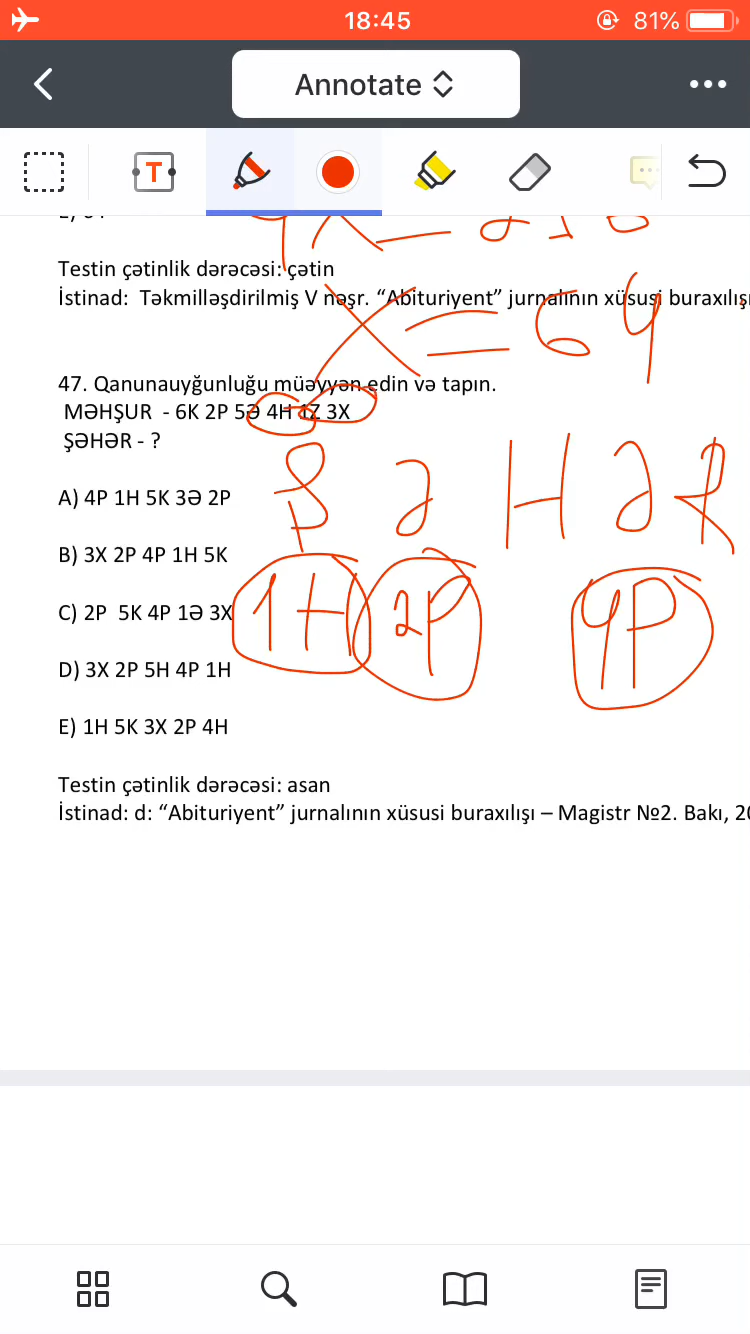 18:45
81%
Annotate
T
Testin çətinlik dərəcəsi: çətin
İstinad: Təkmilləşdirilmiş V nəşr. “Abituriyent” jurnalının xüsusi buraxılış
X = 64
47. Qanunauyğunluğu müəyyən edin və tapın.
MƏHŞUR - 6K 2P 5Ə 4H 1Z 3X
ŞƏHƏR - ?
Ş Ə H Ə R
A) 4P 1H 5K 3Ə 2P
B) 3X 2P 4P 1H 5K
C) 2P 5K 4P 1Ə 3X
1H 2P 4P
D) 3X 2P 5H 4P 1H
E) 1H 5K 3X 2P 4H
Testin çətinlik dərəcəsi: asan
İstinad: d: “Abituriyent” jurnalının xüsusi buraxılışı – Magistr №2. Bakı, 20